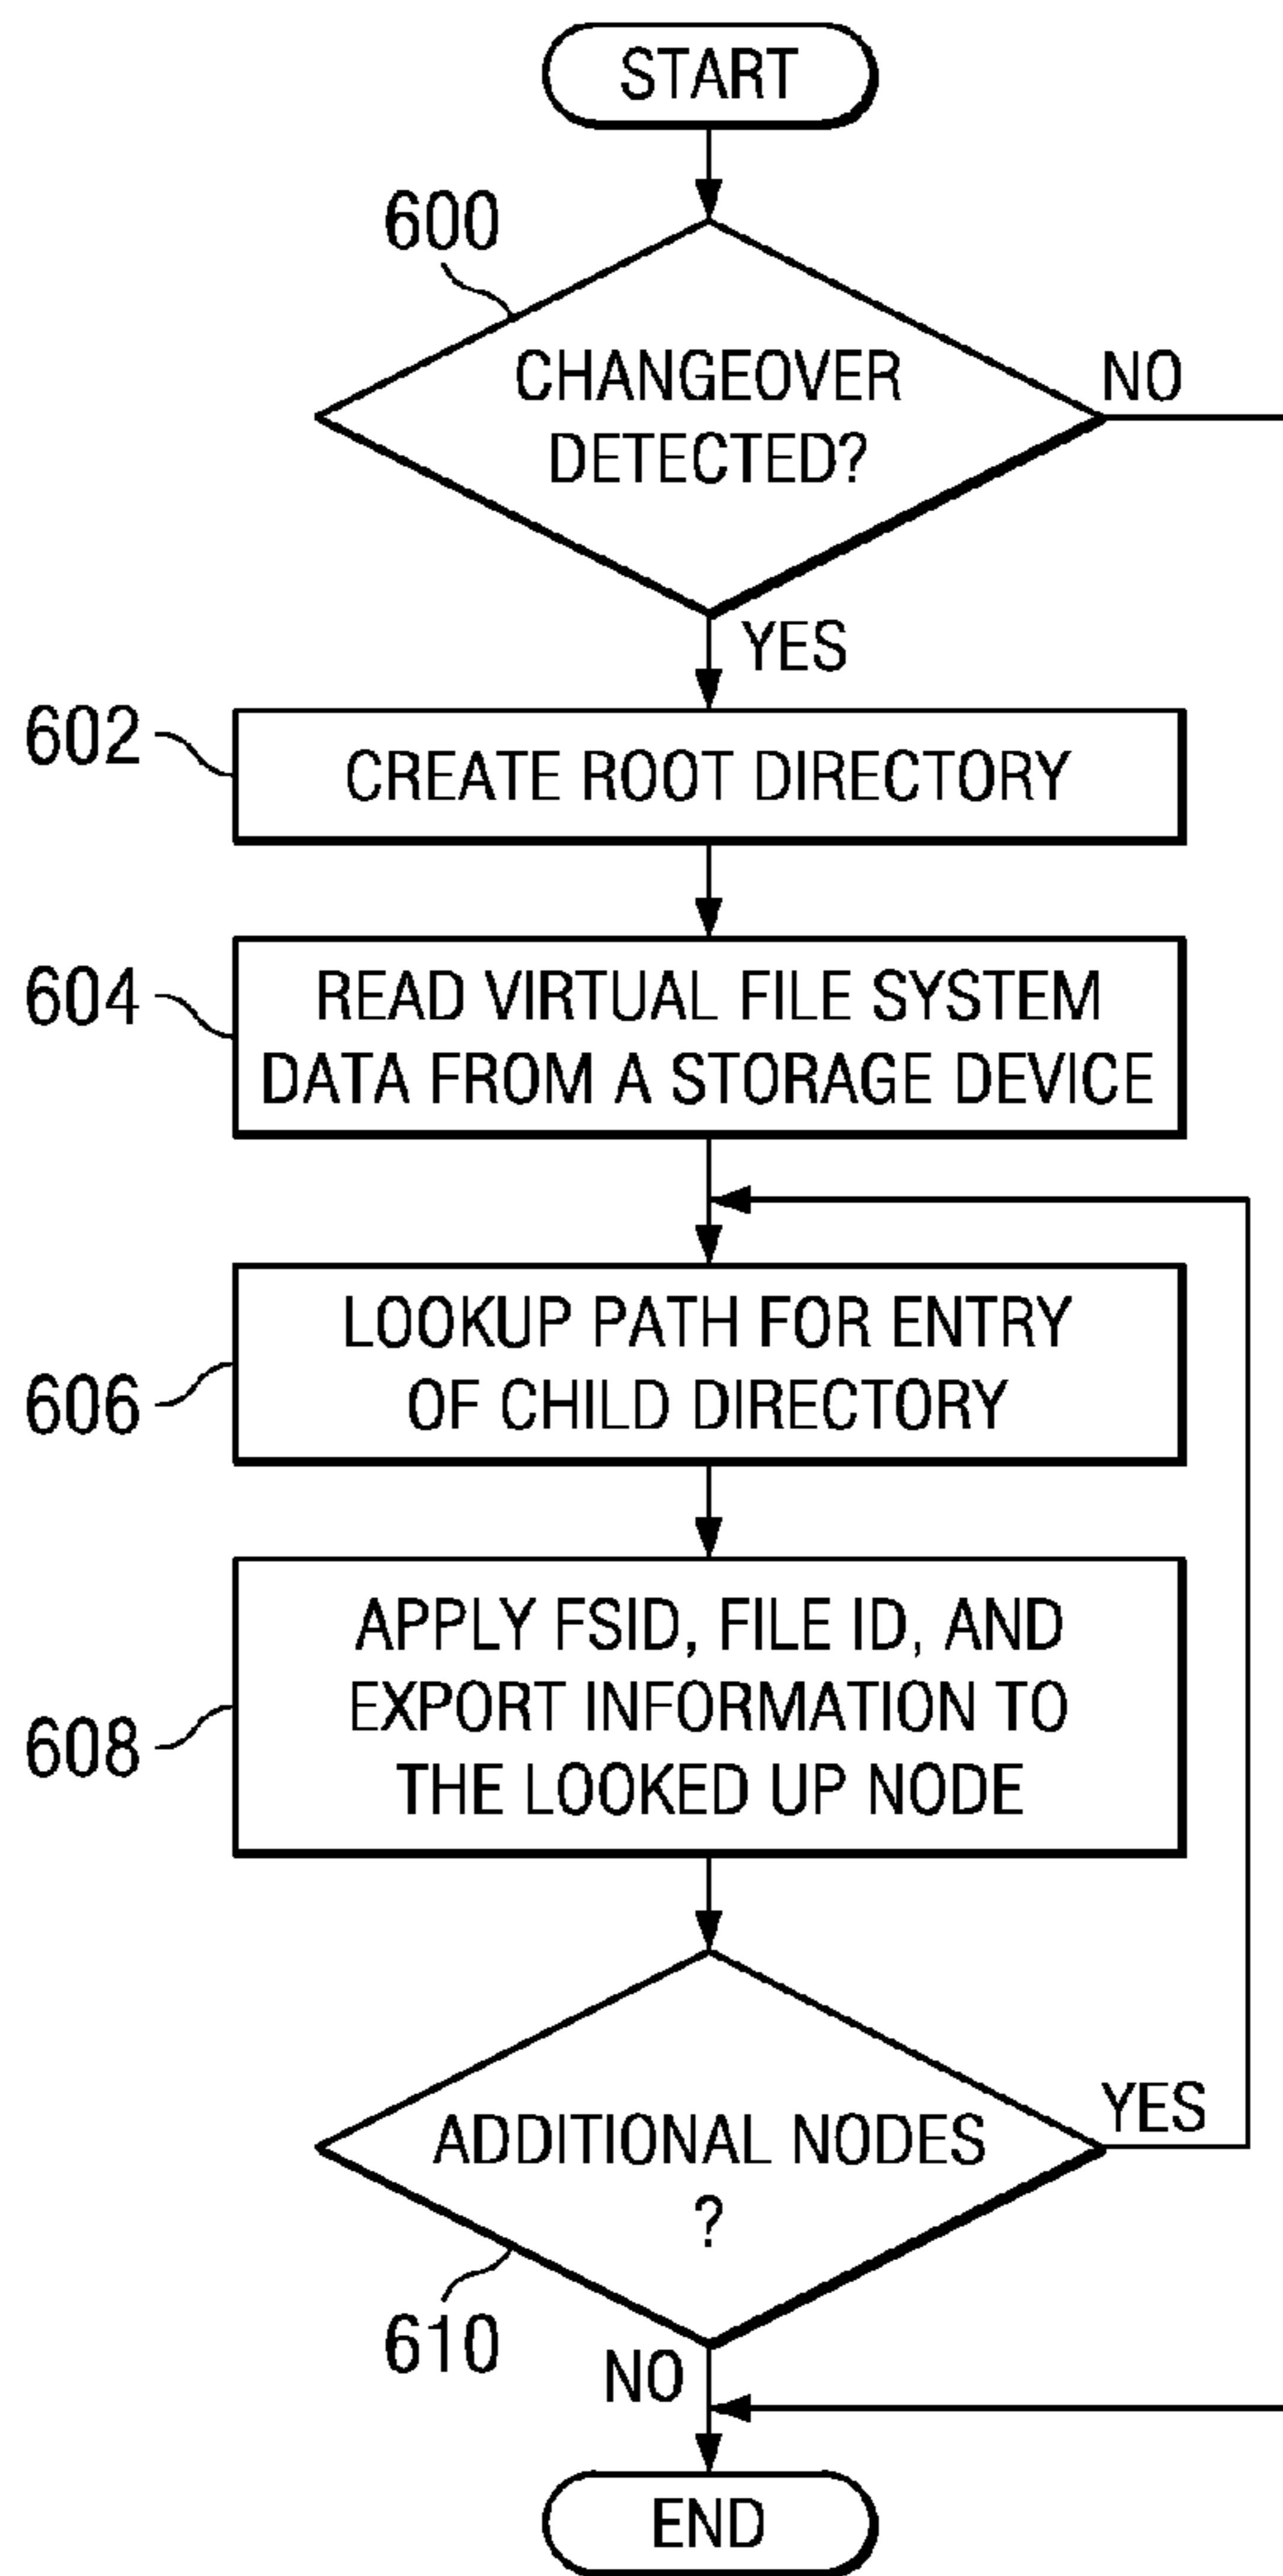 START
600
CHANGEOVER
DETECTED?
NO
YES
602
CREATE ROOT DIRECTORY
604
READ VIRTUAL FILE SYSTEM
DATA FROM A STORAGE DEVICE
606
LOOKUP PATH FOR ENTRY
OF CHILD DIRECTORY
608
APPLY FSID, FILE ID, AND
EXPORT INFORMATION TO
THE LOOKED UP NODE
ADDITIONAL NODES
?
YES
610
NO
END